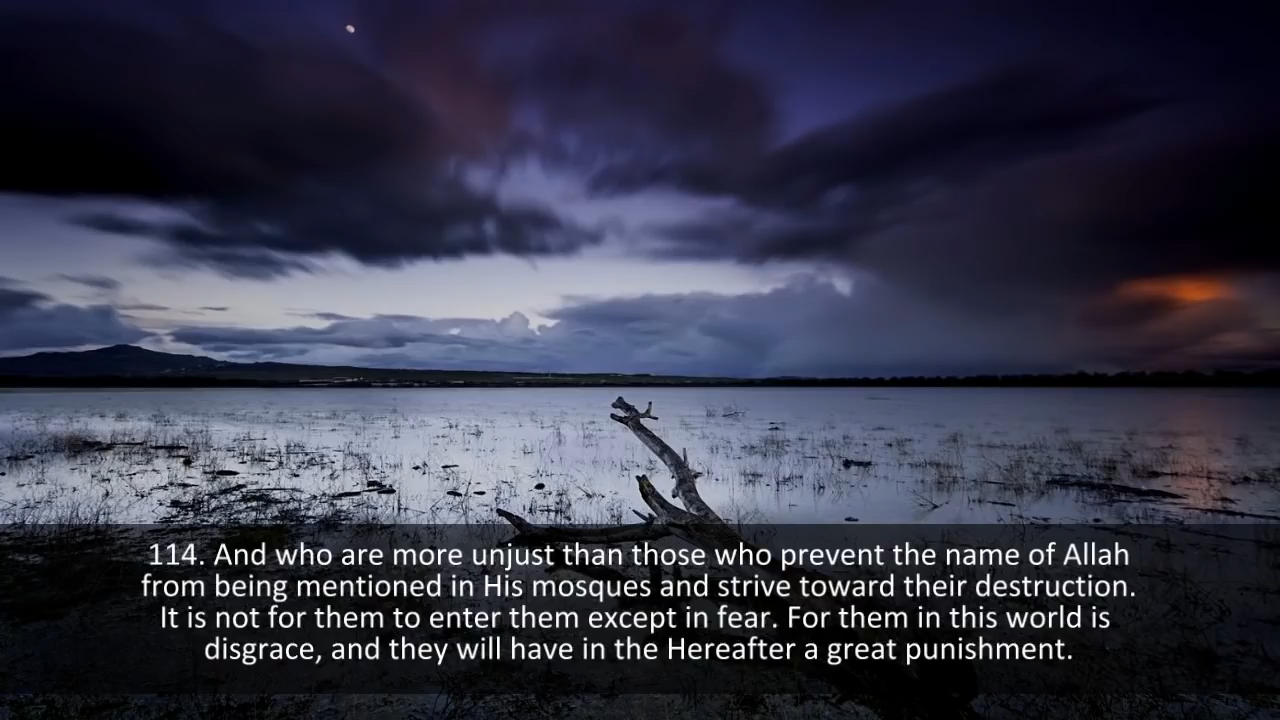 114. And who are more unjust than those who prevent the name of Allah
from being mentioned in His mosques and strive toward their destruction.
It is not for them to enter them except in fear. For them in this world is
disgrace, and they will have in the Hereafter a great punishment.